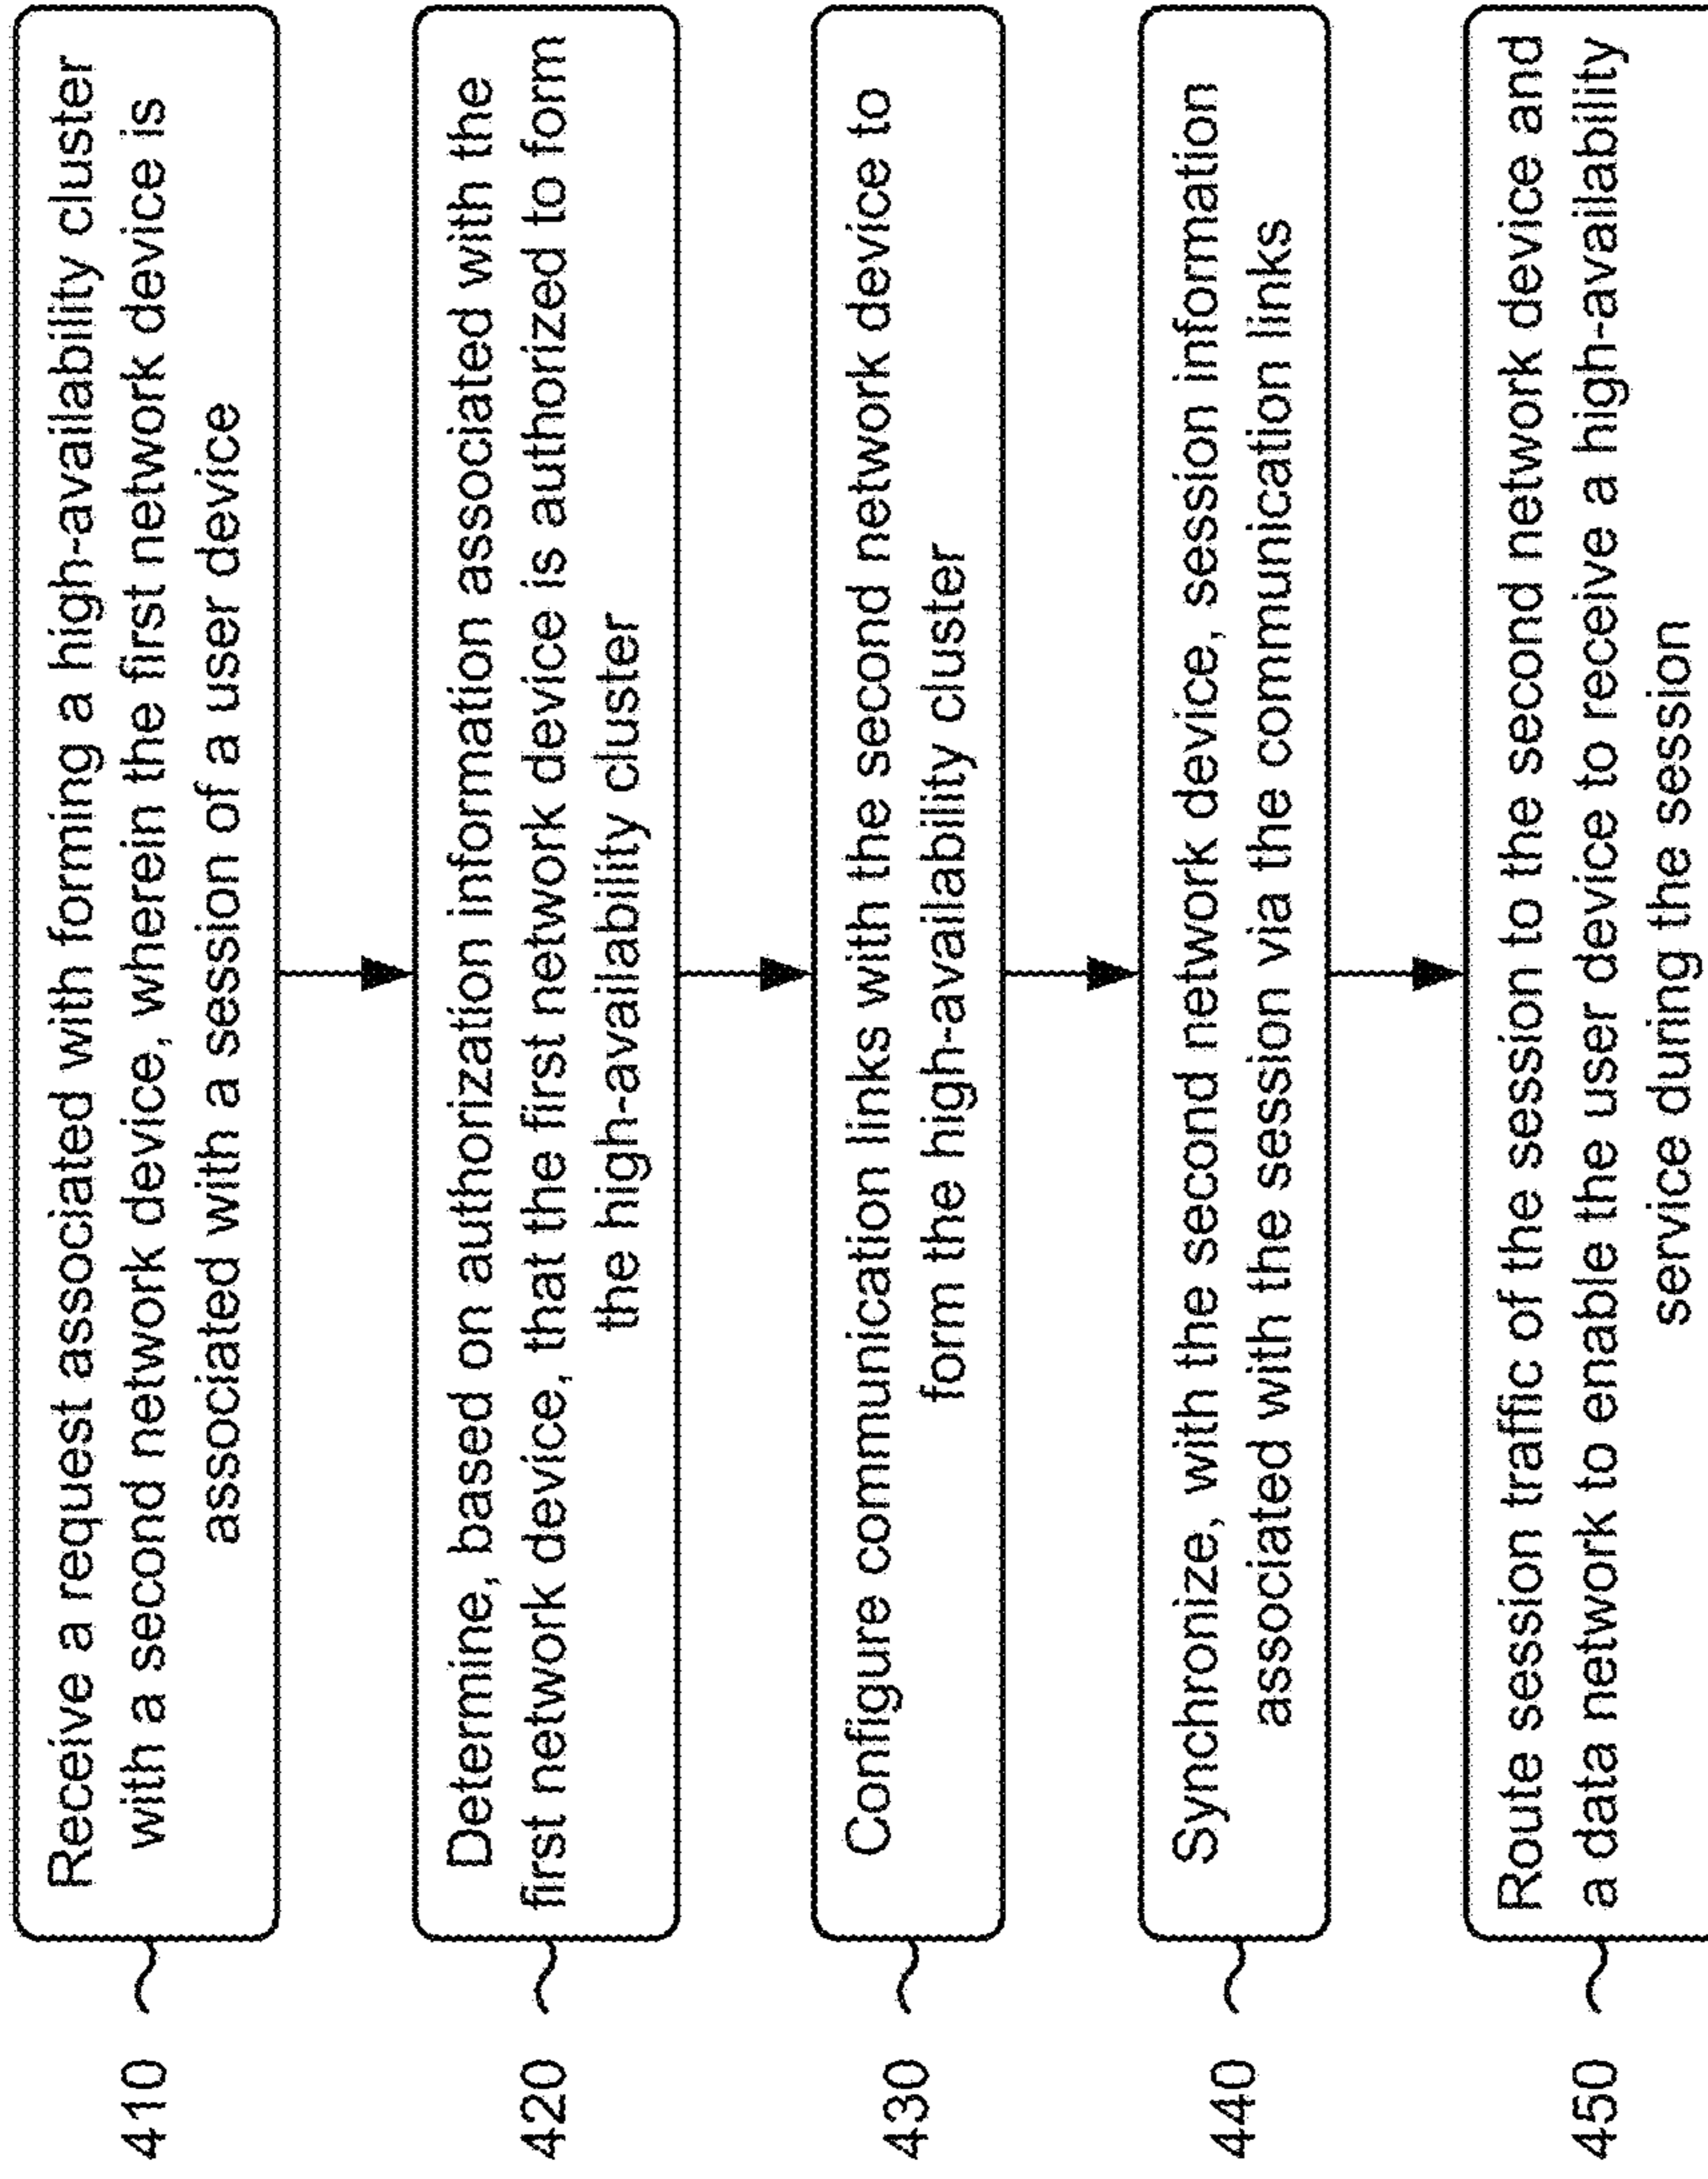 410
Receive a request associated with forming a high-availability cluster
with a second network device, wherein the first network device is
associated with a session of a user device
420
Determine, based on authorization information associated with the
first network device, that the first network device is authorized to form
the high-availability cluster
430
Configure communication links with the second network device to
form the high-availability cluster
440
Synchronize, with the second network device, session information
associated with the session via the communication links
450
Route session traffic of the session to the second network device and
a data network to enable the user device to receive a high-availability
service during the session